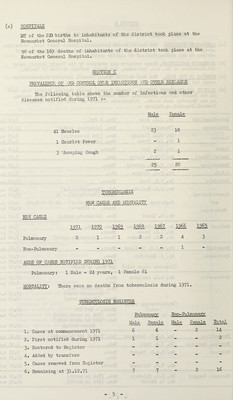 (c) HOSPITALS
of the 221 births to inhabitants of the district took place at the
Newmarket General Hospital.
of the 167 deaths of inhabitants of the district took place at the
Newmarket General Hospital.
SECTION E
PREVALENCE OF AND CONTROL OVER INFECTIOUS AND OTHER DISEASES
The following table shows the number of infectious and other
diseases notified during 1971 :-
Male Female
41 Measles 23 18
1 Scarlet Fever - 1
3 Whooping Cough 2 1
25 20
TUBERCULOSIS
NEW CASES AND MORTALITY
NEW CASES
1971 1970 1969 1968 1967 1966 1965
Pulmonary 2 1 1 2 2 4 3
Non-Pulmonary - - - - - 1 -
AGES OF CASES NOTIFIED DURING 1971
Pulmonary: 1 Male - 24 years, 1 Female 61
MORTALITY: There were no deaths from tuberculosis during 1971.
TUBERCULOSIS REGISTER
Pulmonary Non-Pulmonary
Male Female Male Female Total
1. Cases at commencement 1971 6 6 - 2 14
2. First notified during 1971 1 1 - - 2
3. Restored to Register - - - - -
4. Added by transfer - - - - -
5. Cases removed from Register - - - - -
6. Remaining at 31.12.71 7 7 - 2 16
- 5 -